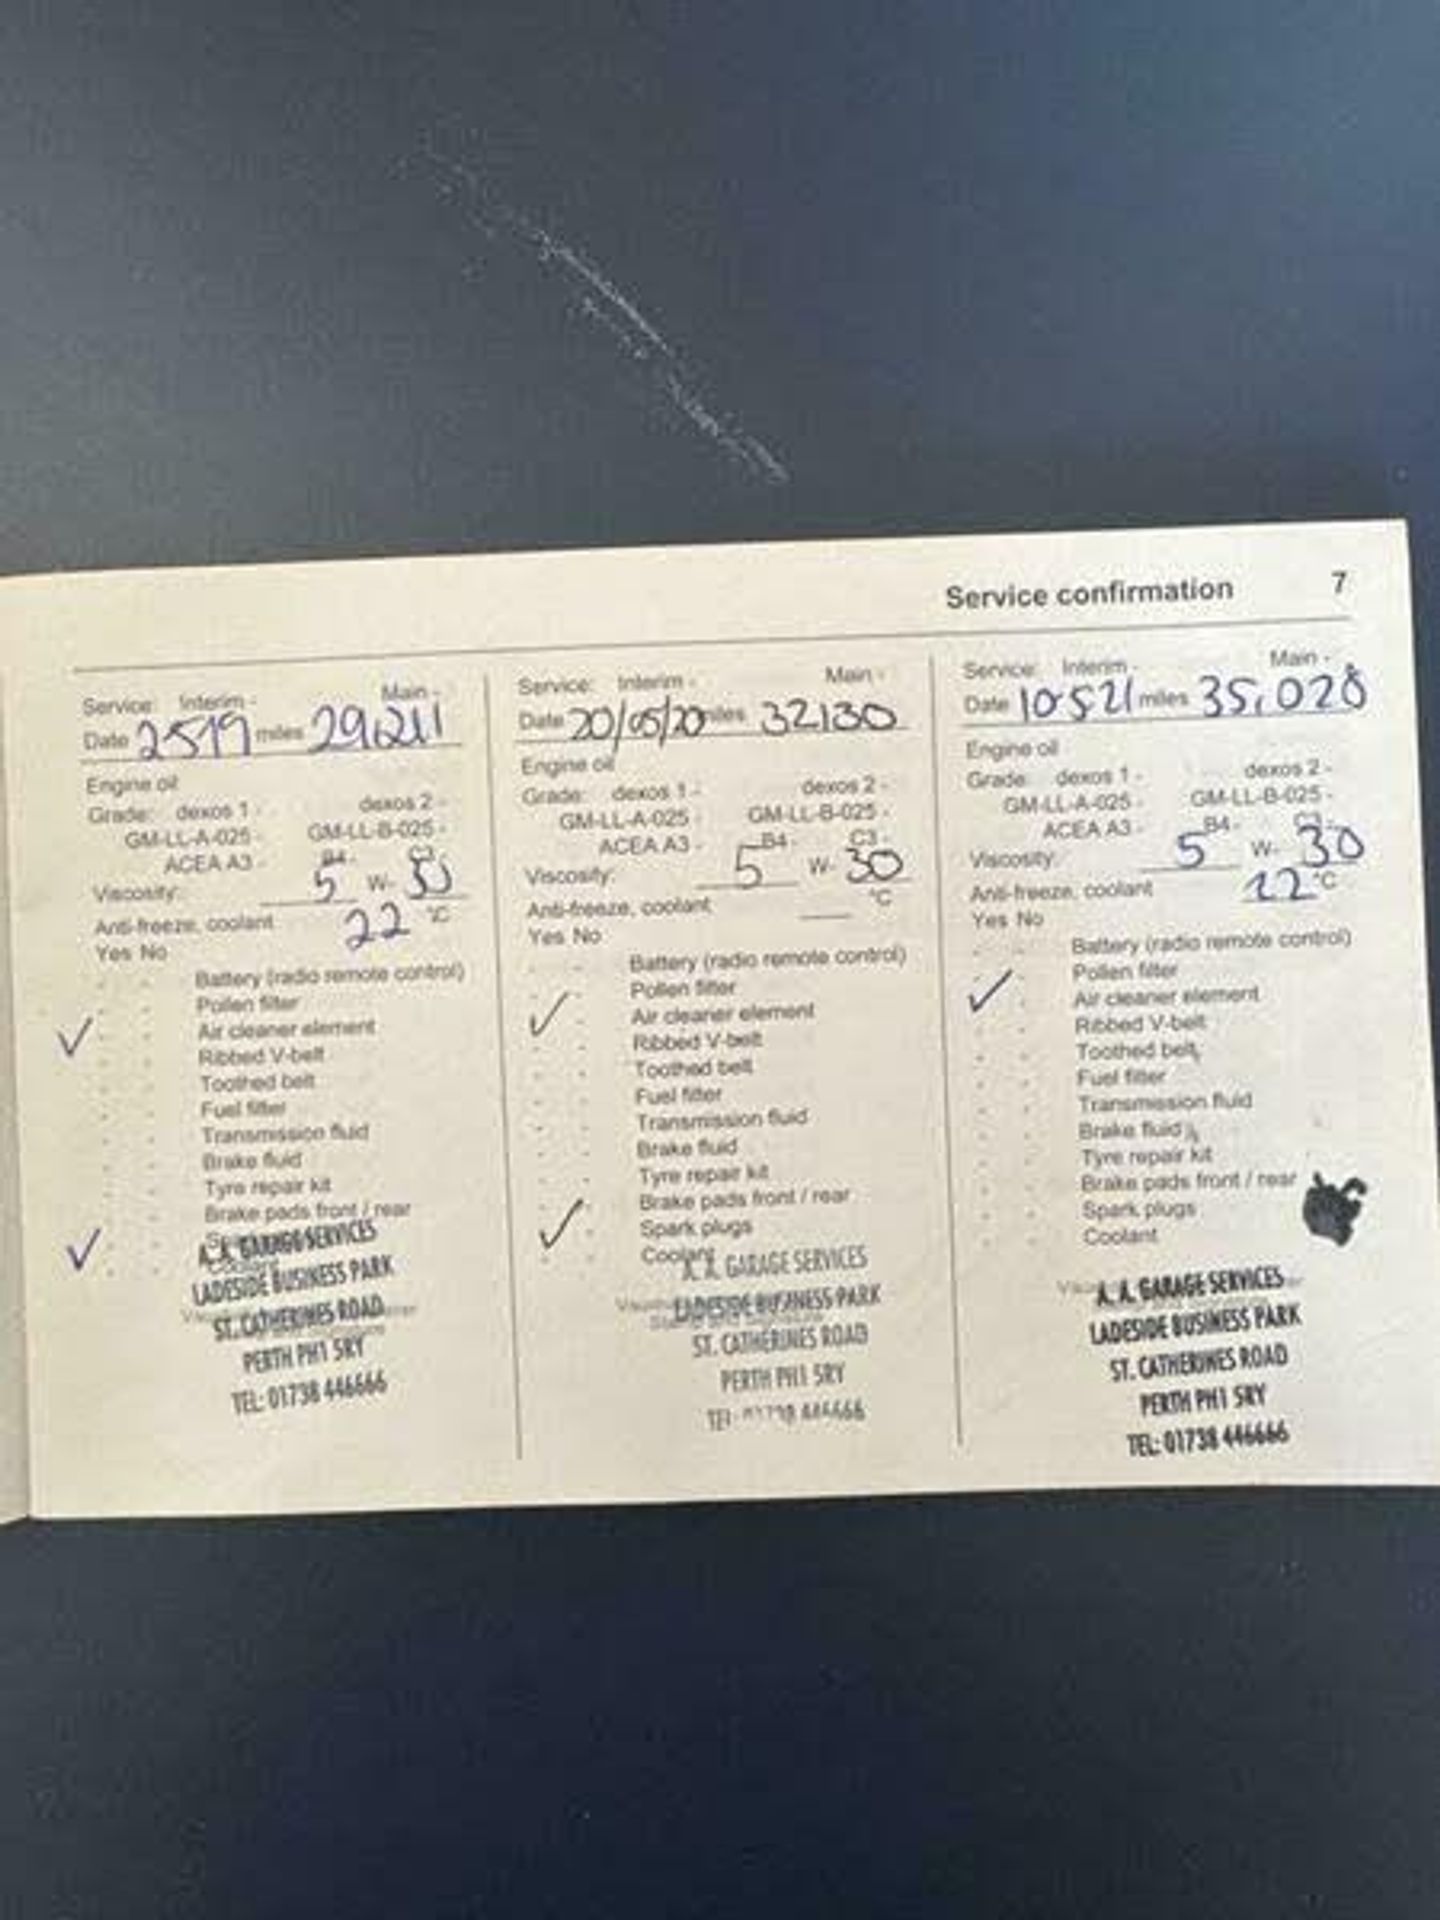 Service confirmation 7
Service: Interim - Main -
Date 2519 miles 29,211
Engine oil
Grade: dexos 1 - dexos 2 -
GM-LL-A-025 - GM-LL-B-025 -
ACEA A3 - B4 - C3 -
Viscosity: 5 W- 30
Anti-freeze, coolant 22 °C
Yes No
Battery (radio remote control)
Pollen filter
✓ Air cleaner element
Ribbed V-belt
Toothed belt
Fuel filter
Transmission fluid
Brake fluid
Tyre repair kit
Brake pads front / rear
✓ Coolant
A. A. GARAGE SERVICES
LADESIDE BUSINESS PARK
ST. CATHERINES ROAD
PERTH PH1 5RY
TEL: 01738 446666
Service: Interim - Main -
Date 20/05/20 miles 32130
Engine oil
Grade: dexos 1 - dexos 2 -
GM-LL-A-025 - GM-LL-B-025 -
ACEA A3 - B4 - C3 -
Viscosity: 5 W- 30
Anti-freeze, coolant °C
Yes No
Battery (radio remote control)
Pollen filter
✓ Air cleaner element
Ribbed V-belt
Toothed belt
Fuel filter
Transmission fluid
Brake fluid
Tyre repair kit
Brake pads front / rear
✓ Spark plugs
Coolant
A. A. GARAGE SERVICES
LADESIDE BUSINESS PARK
ST. CATHERINES ROAD
PERTH PH1 5RY
TEL: 01738 446666
Service: Interim - Main -
Date 10 5 21 miles 35,028
Engine oil
Grade: dexos 1 - dexos 2 -
GM-LL-A-025 - GM-LL-B-025 -
ACEA A3 - B4 - C3 -
Viscosity: 5 W- 30
Anti-freeze, coolant 22 °C
Yes No
Battery (radio remote control)
Pollen filter
✓ Air cleaner element
Ribbed V-belt
Toothed belt
Fuel filter
Transmission fluid
Brake fluid
Tyre repair kit
Brake pads front / rear
Spark plugs
Coolant
A. A. GARAGE SERVICES
LADESIDE BUSINESS PARK
ST. CATHERINES ROAD
PERTH PH1 5RY
TEL: 01738 446666